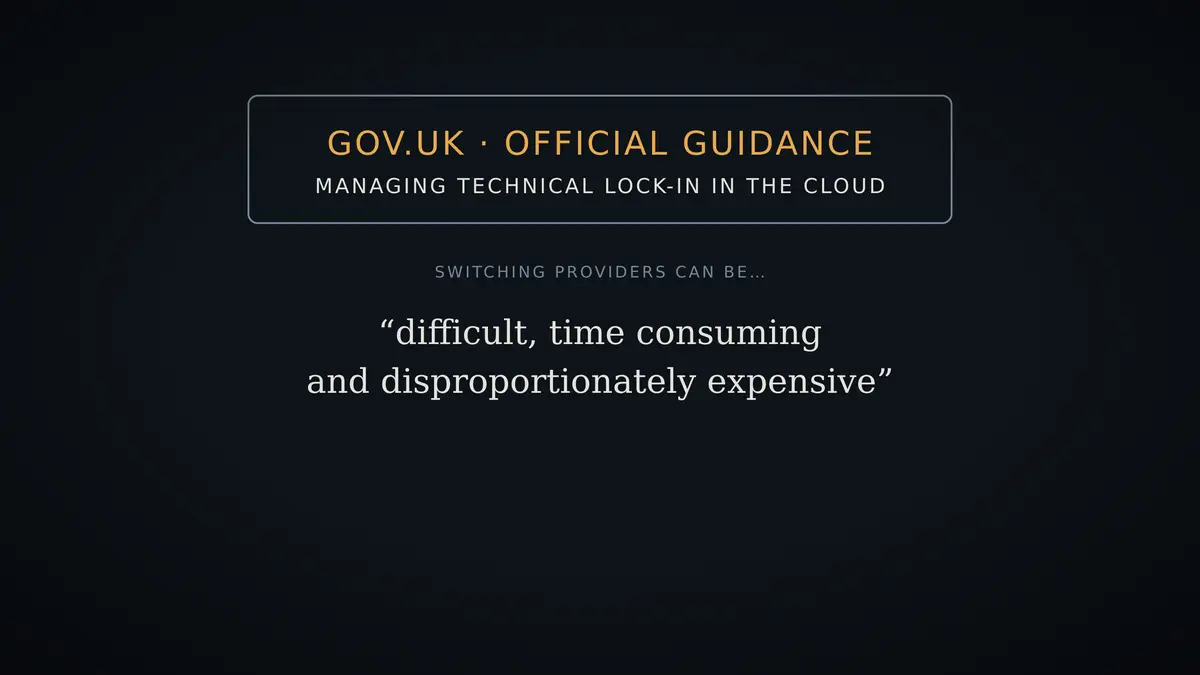 GOV.UK · OFFICIAL GUIDANCE
MANAGING TECHNICAL LOCK-IN IN THE CLOUD
SWITCHING PROVIDERS CAN BE…
“difficult, time consuming
and disproportionately expensive”